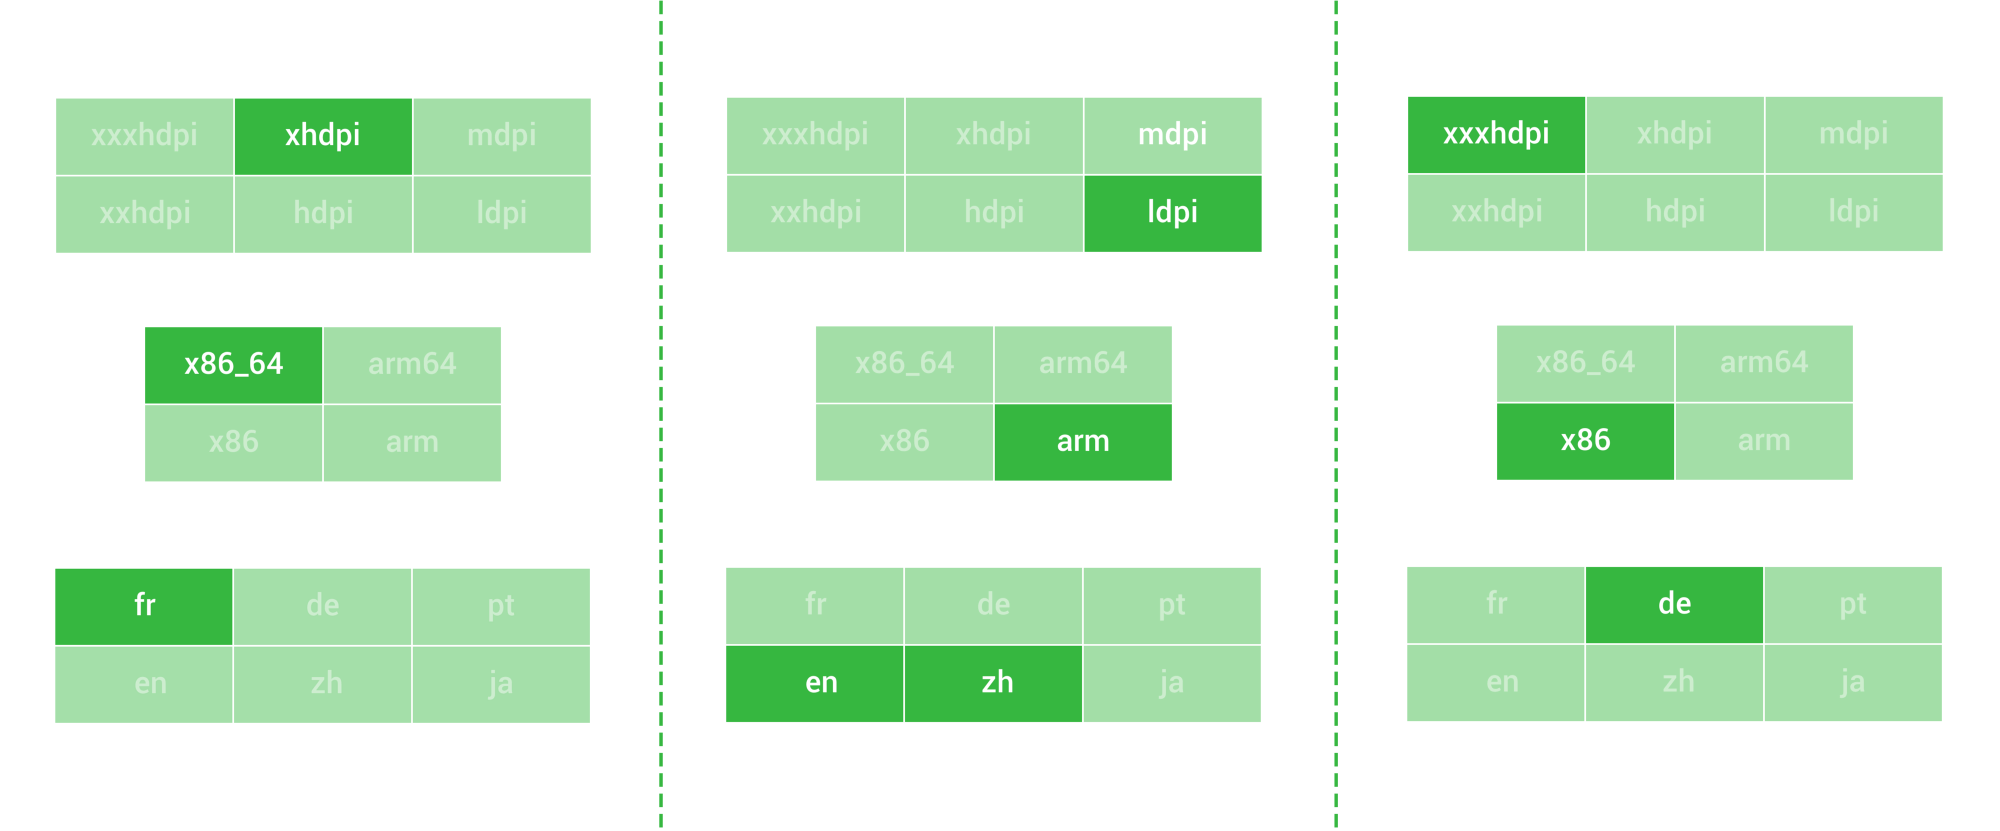 xxxhdpi xhdpi mdpi
xxhdpi hdpi ldpi
x86_64 arm64
x86 arm
fr de pt
en zh ja
xxxhdpi xhdpi mdpi
xxhdpi hdpi ldpi
x86_64 arm64
x86 arm
fr de pt
en zh ja
xxxhdpi xhdpi mdpi
xxhdpi hdpi ldpi
x86_64 arm64
x86 arm
fr de pt
en zh ja